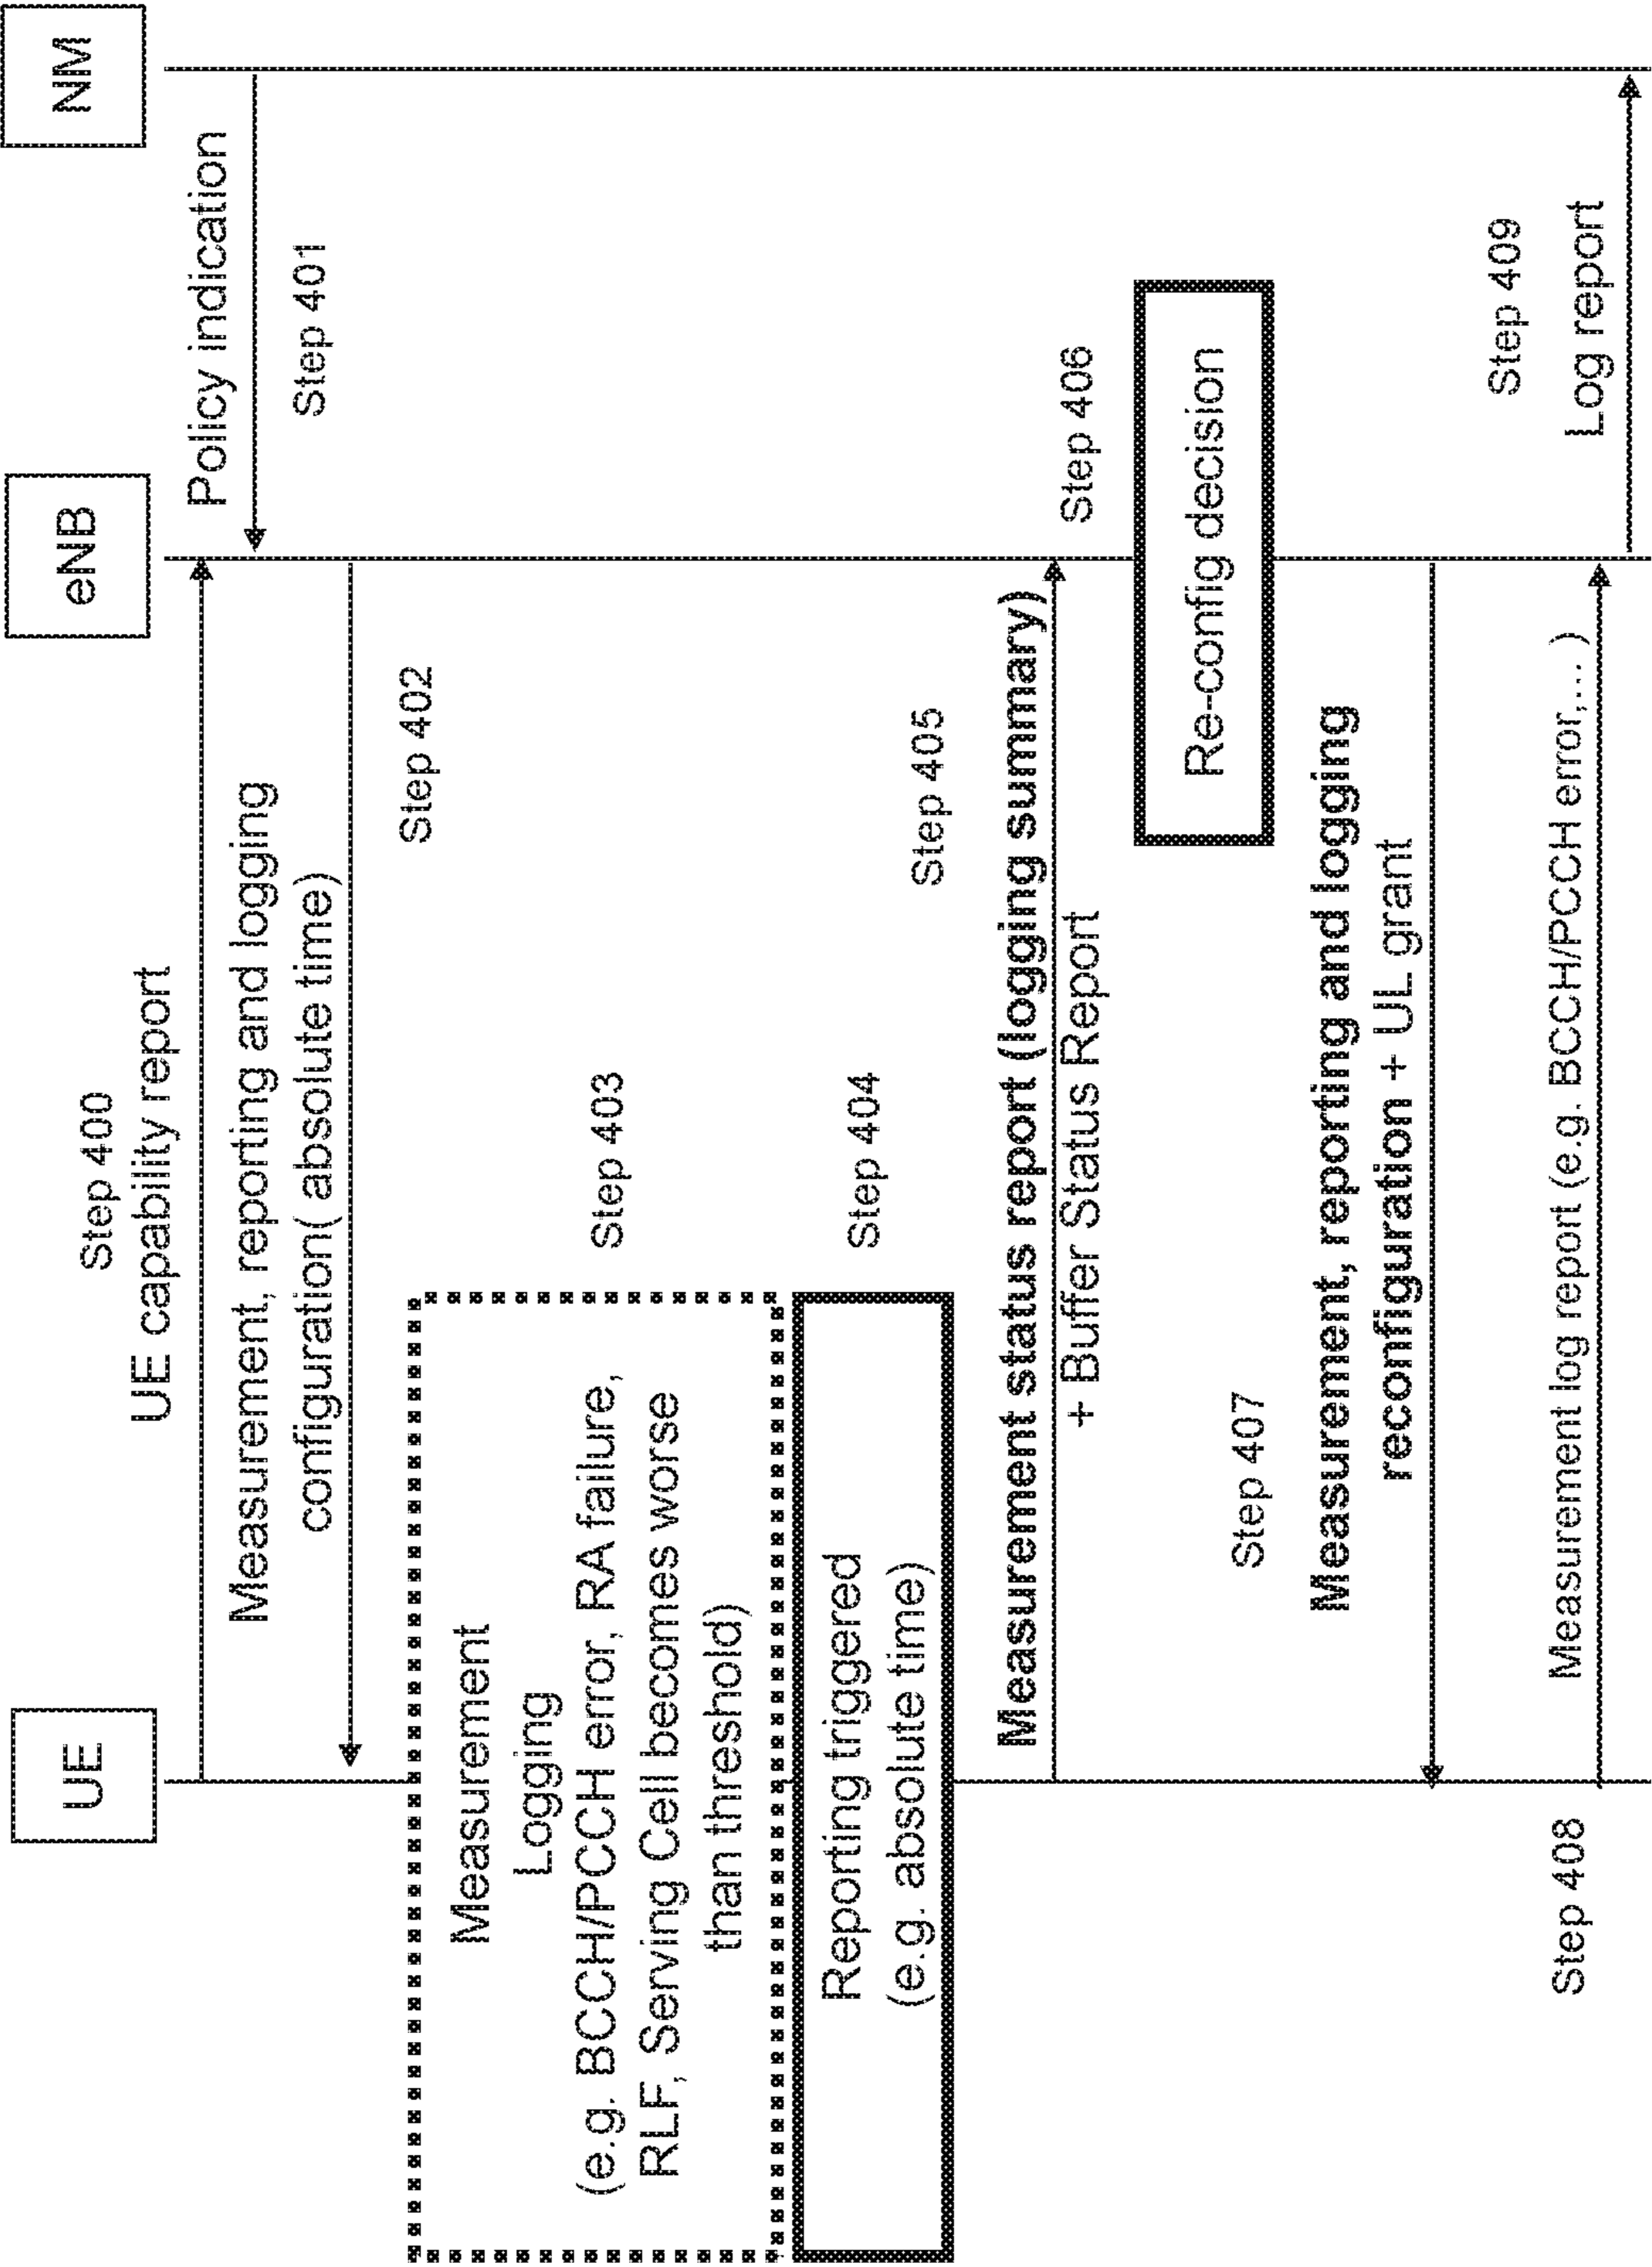 UE
eNB
NM
Step 400
UE capability report
Policy indication
Step 401
Measurement, reporting and logging
configuration( absolute time)
Step 402
Measurement
Logging
(e.g. BCCH/PCCH error, RA failure,
RLF, Serving Cell becomes worse
than threshold)
Step 403
Reporting triggered
(e.g. absolute time)
Step 404
Step 405
Measurement status report (logging summary)
+ Buffer Status Report
Step 406
Re-config decision
Step 407
Measurement, reporting and logging
reconfiguration + UL grant
Step 408
Measurement log report (e.g. BCCH/PCCH error,... )
Step 409
Log report